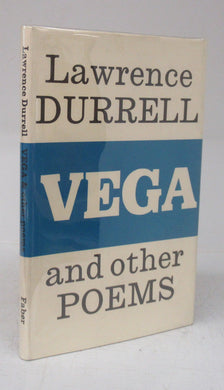 Lawrence
DURRELL
VEGA
and other
POEMS
Lawrence Durrell
VEGA & other poems
Faber